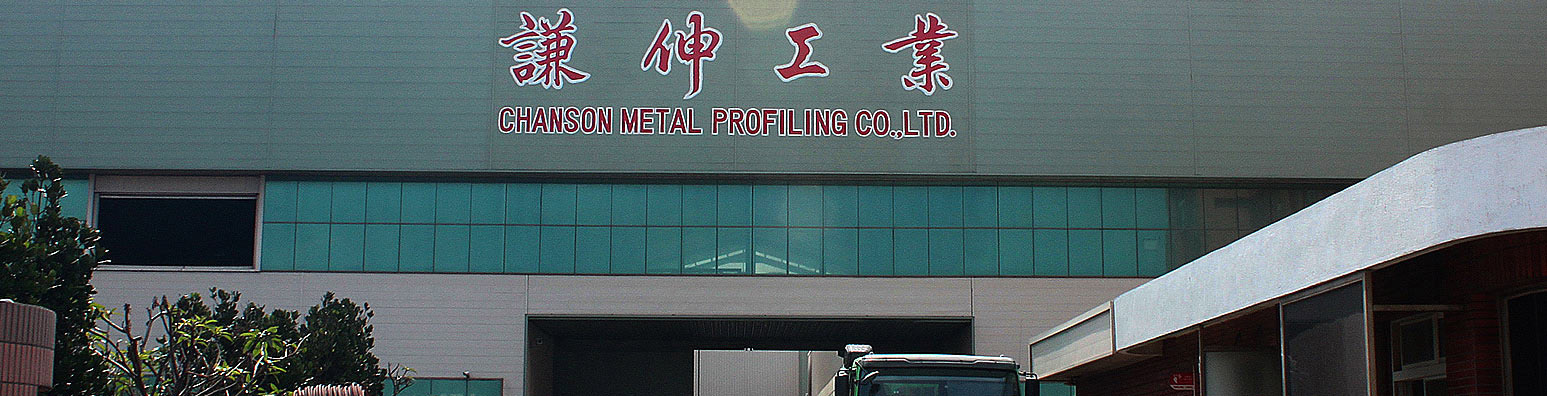 謙伸工業
CHANSON METAL PROFILING CO.,LTD.